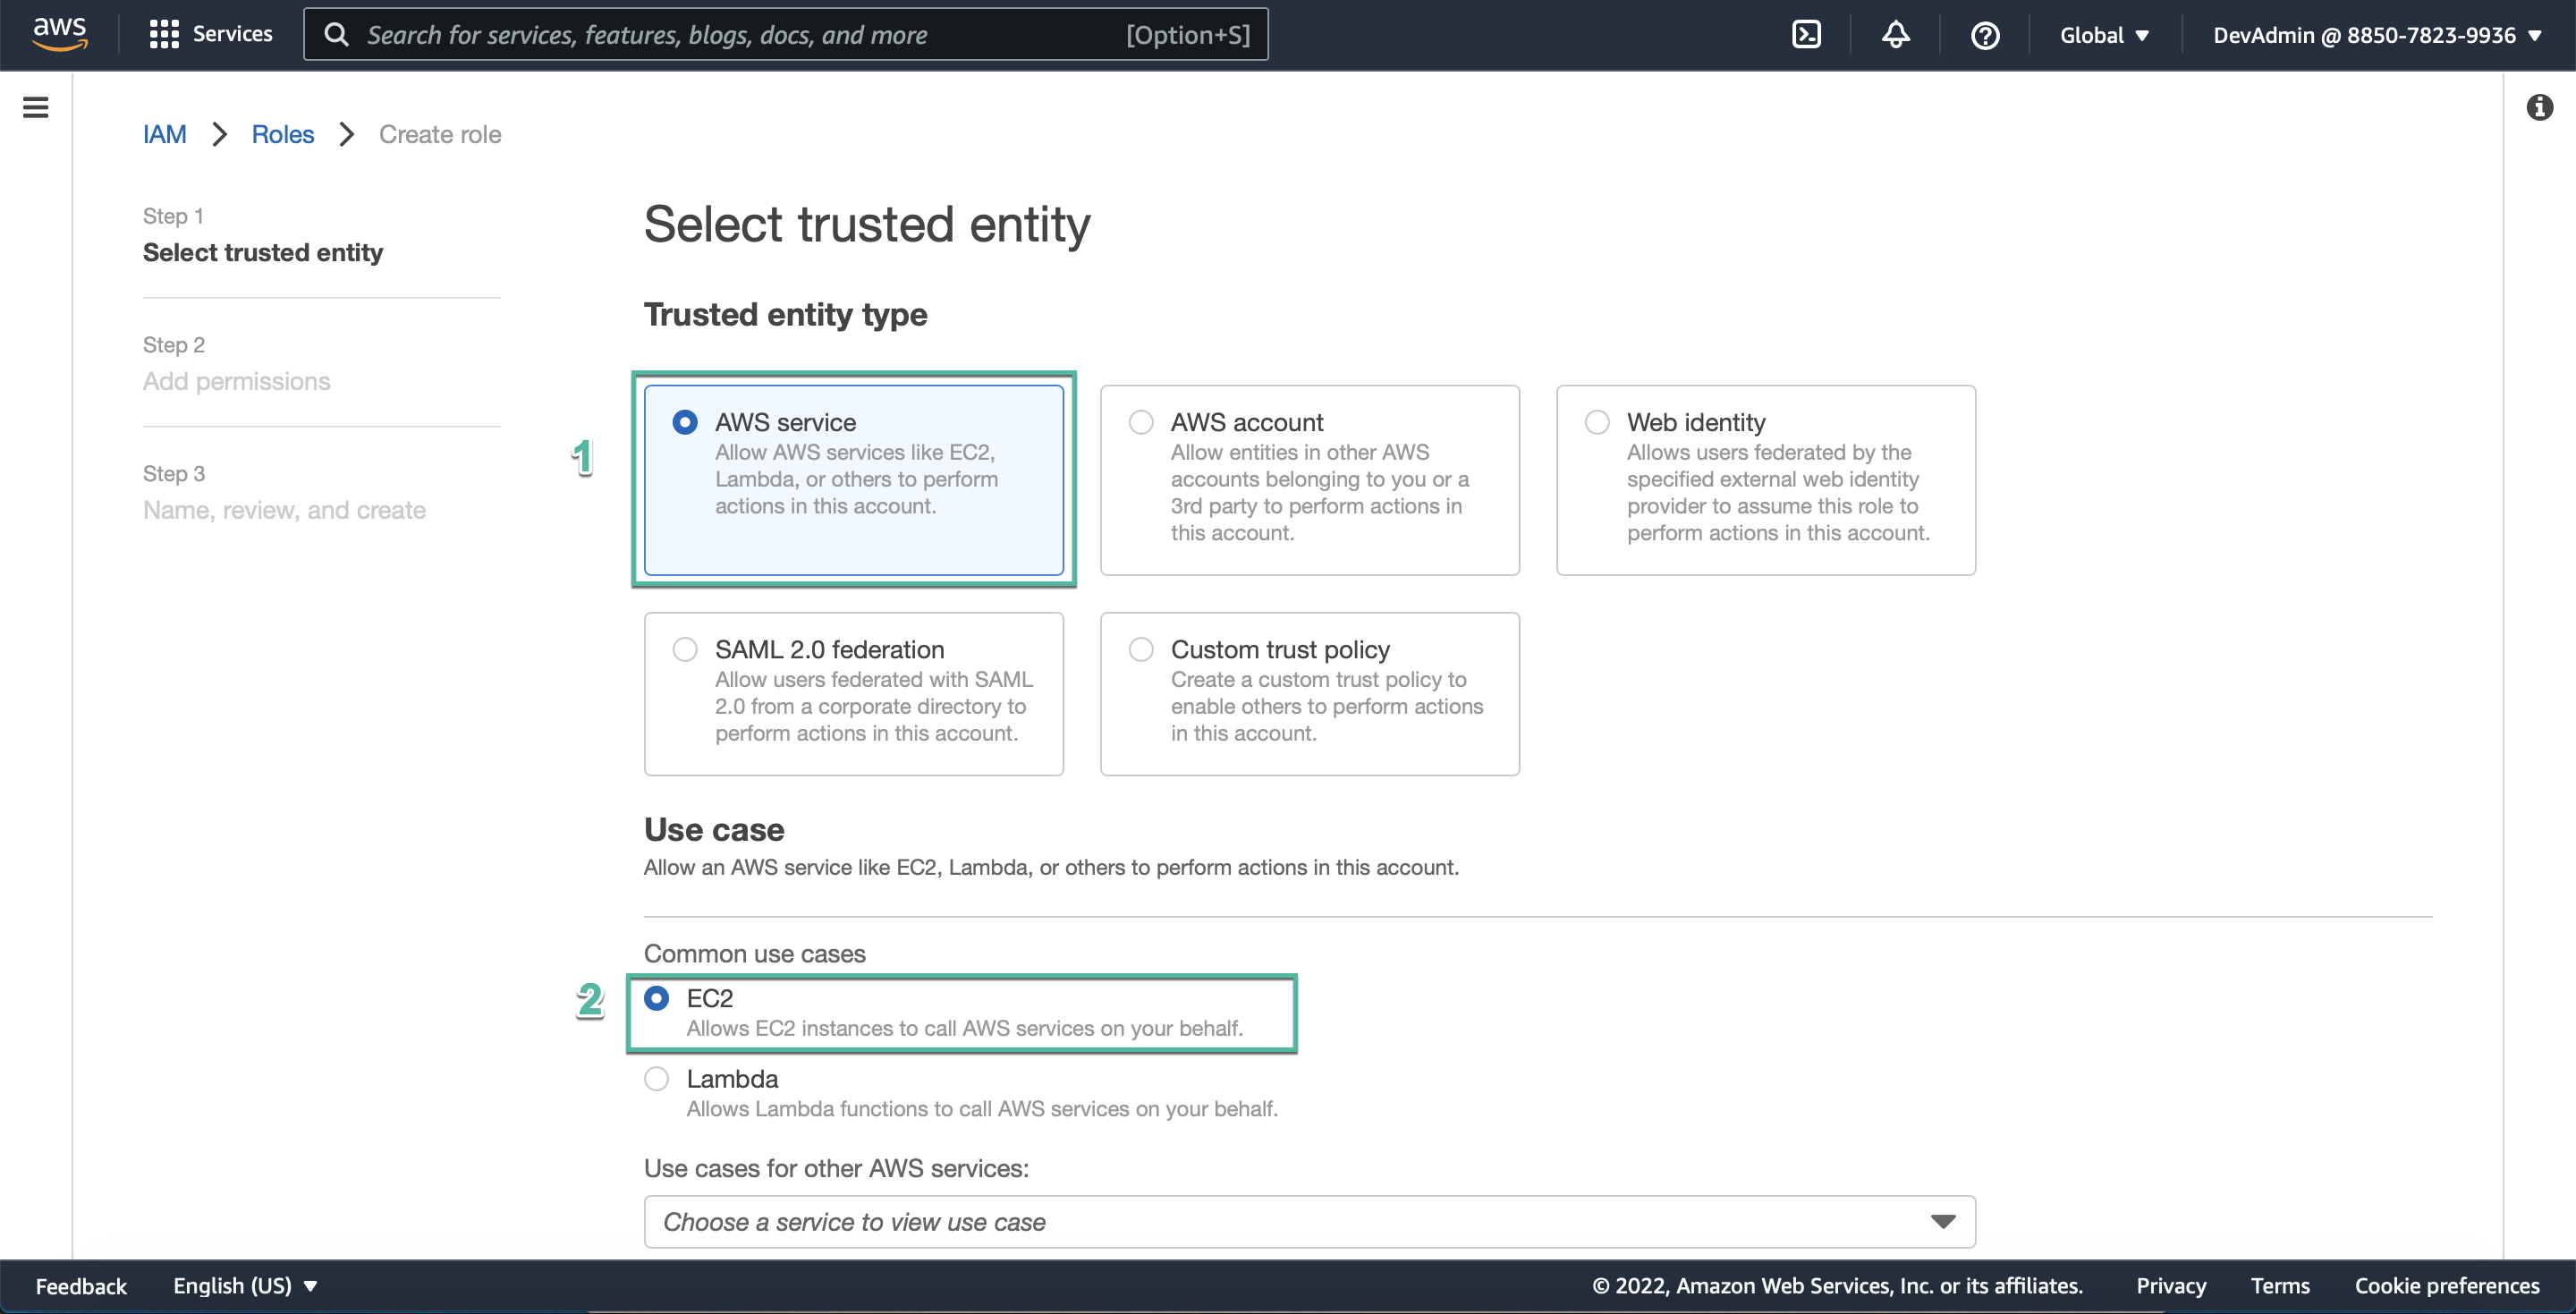 aws
Services
Search for services, features, blogs, docs, and more
[Option+S]
Global
DevAdmin @ 8850-7823-9936
IAM
Roles
Create role
Step 1
Select trusted entity
Step 2
Add permissions
Step 3
Name, review, and create
Select trusted entity
Trusted entity type
1
AWS service
Allow AWS services like EC2,
Lambda, or others to perform
actions in this account.
AWS account
Allow entities in other AWS
accounts belonging to you or a
3rd party to perform actions in
this account.
Web identity
Allows users federated by the
specified external web identity
provider to assume this role to
perform actions in this account.
SAML 2.0 federation
Allow users federated with SAML
2.0 from a corporate directory to
perform actions in this account.
Custom trust policy
Create a custom trust policy to
enable others to perform actions
in this account.
Use case
Allow an AWS service like EC2, Lambda, or others to perform actions in this account.
Common use cases
2
EC2
Allows EC2 instances to call AWS services on your behalf.
Lambda
Allows Lambda functions to call AWS services on your behalf.
Use cases for other AWS services:
Choose a service to view use case
Feedback
English (US)
© 2022, Amazon Web Services, Inc. or its affiliates.
Privacy
Terms
Cookie preferences